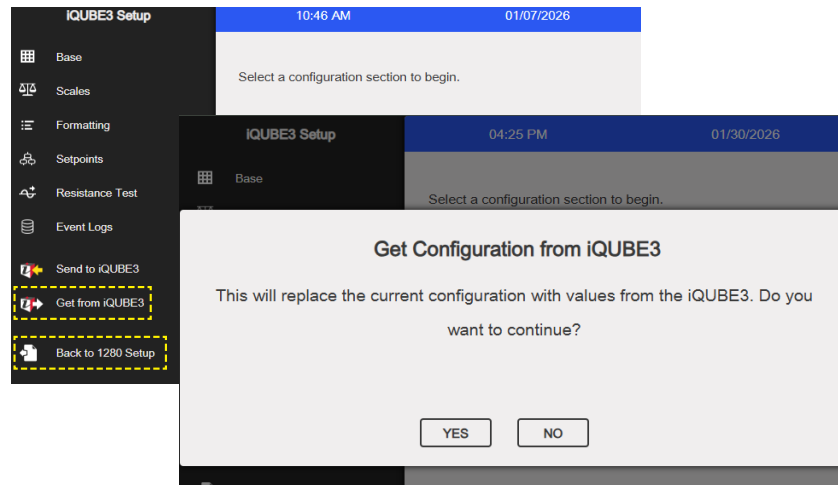 iQUBE3 Setup
10:46 AM
01/07/2026
Base
Select a configuration section to begin.
Scales
Formatting
Setpoints
Resistance Test
Event Logs
Send to iQUBE3
Get from iQUBE3
Back to 1280 Setup
iQUBE3 Setup
04:25 PM
01/30/2026
Base
Select a configuration section to begin.
Get Configuration from iQUBE3
This will replace the current configuration with values from the iQUBE3. Do you
want to continue?
YES
NO